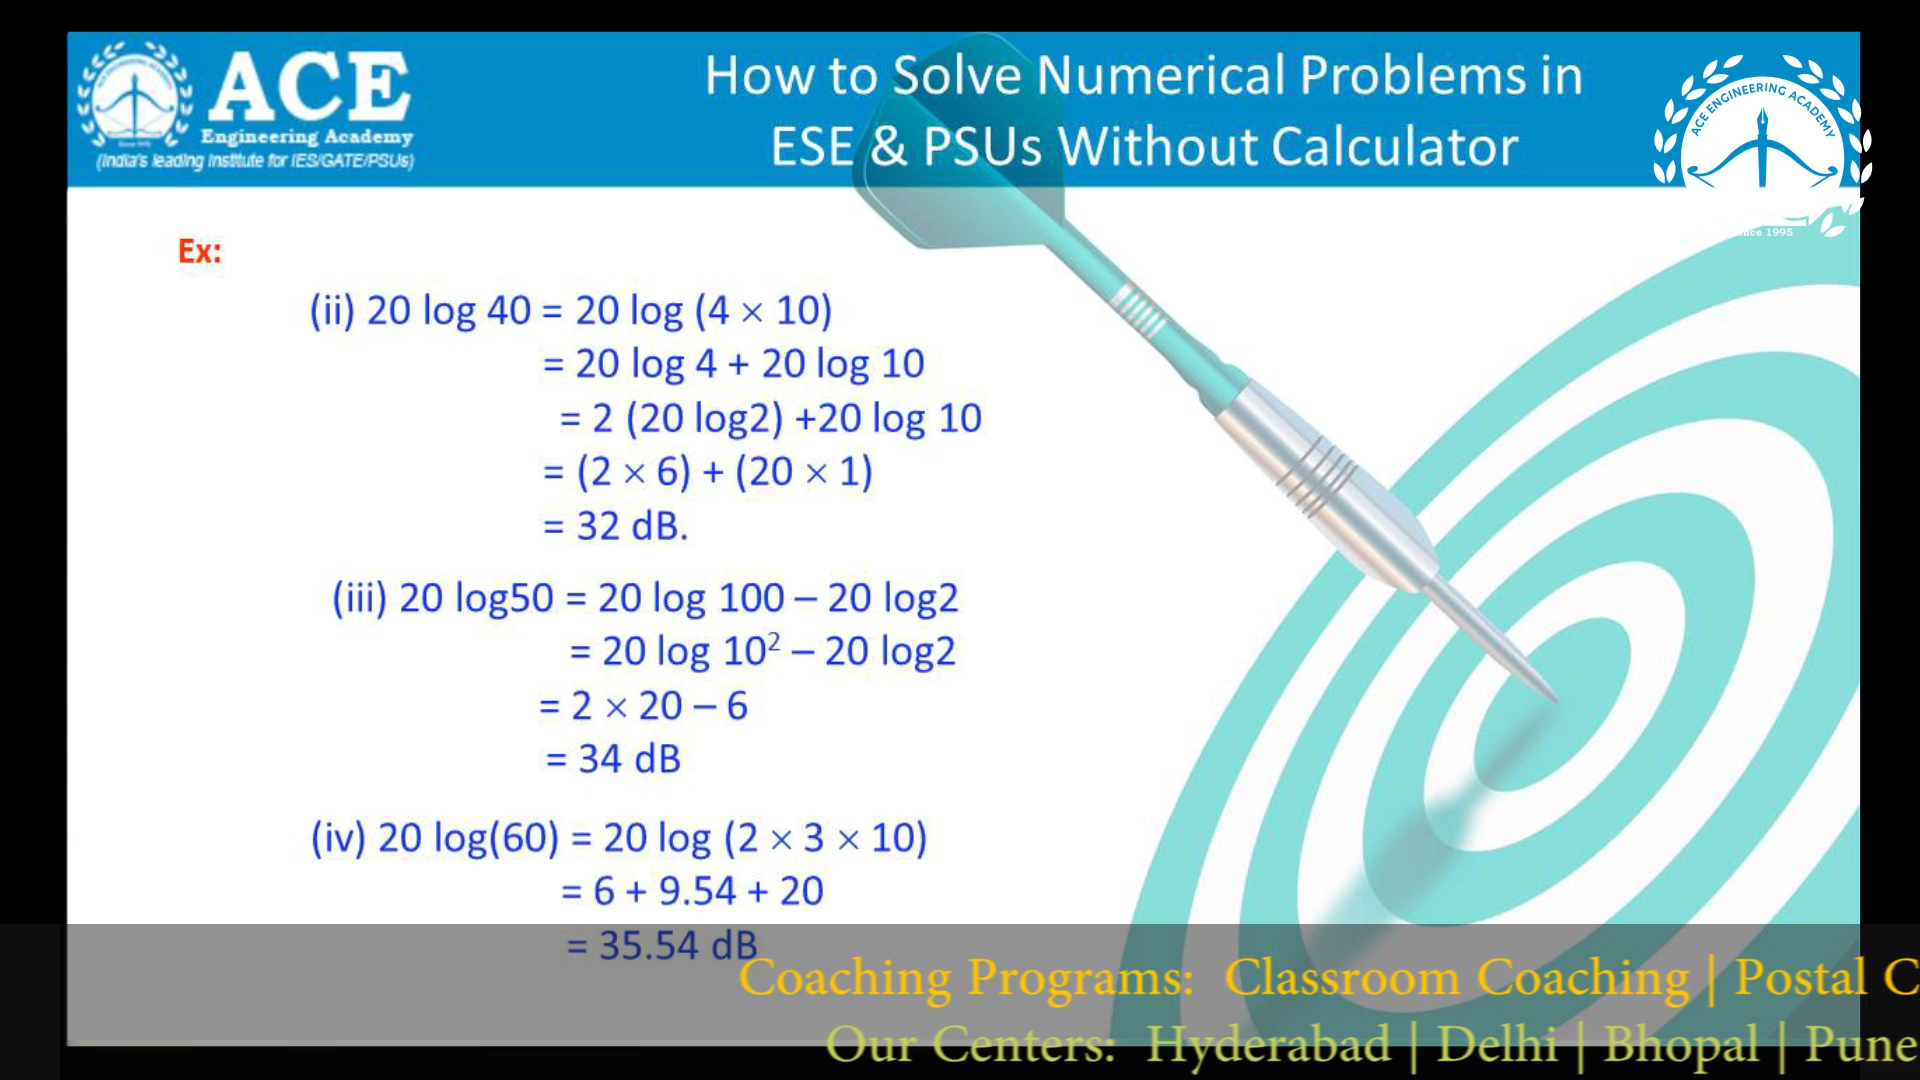 ACE
Engineering Academy
(India's leading Institute for IES/GATE/PSUs)
How to Solve Numerical Problems in
ESE & PSUs Without Calculator
ACE ENGINEERING ACADEMY
Since 1995
Ex:
(ii) 20 log 40 = 20 log (4 × 10)
= 20 log 4 + 20 log 10
= 2 (20 log2) +20 log 10
= (2 × 6) + (20 × 1)
= 32 dB.
(iii) 20 log50 = 20 log 100 – 20 log2
= 20 log 10² – 20 log2
= 2 × 20 – 6
= 34 dB
(iv) 20 log(60) = 20 log (2 × 3 × 10)
= 6 + 9.54 + 20
= 35.54 dB
Coaching Programs: Classroom Coaching | Postal C
Our Centers: Hyderabad | Delhi | Bhopal | Pune